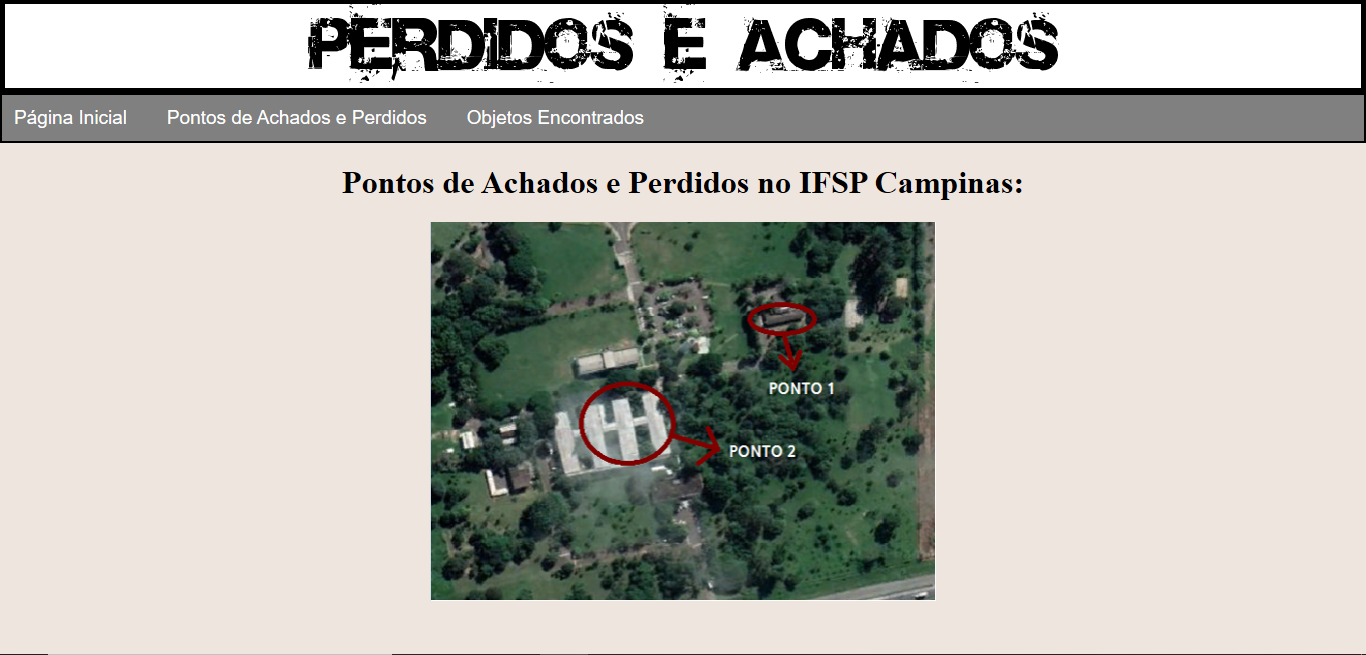 PERDIDOS E ACHADOS
Página Inicial Pontos de Achados e Perdidos Objetos Encontrados
Pontos de Achados e Perdidos no IFSP Campinas:
PONTO 1
PONTO 2